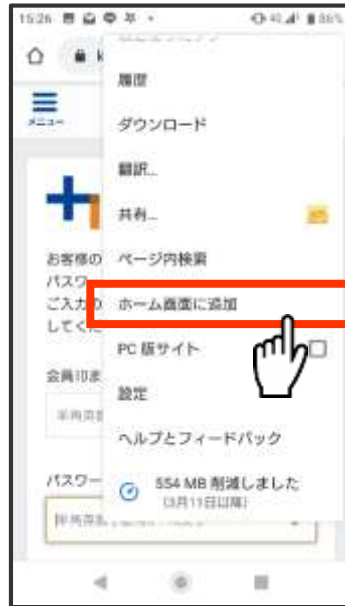 15:26
86%
メニュー
履歴
ダウンロード
翻訳...
共有...
ページ内検索
ホーム画面に追加
PC 版サイト
設定
ヘルプとフィードバック
554 MB 削減しました
(3月11日以降)
お客様の
パスワ
ご入力の
してくだ
会員IDま
パスワー